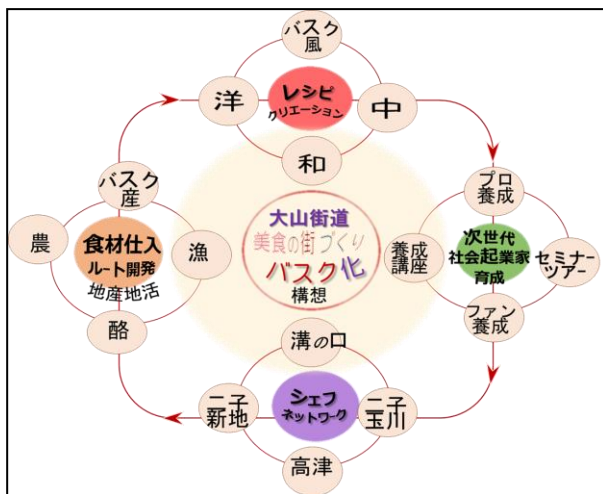 バスク
風
洋
レシピ
クリエーション
中
和
バスク
産
農
食材仕入
ルート開発
地産地活
漁
酪
大山街道
美食の街づくり
バスク化
構想
プロ
養成
養成
講座
次世代
社会起業家
育成
セミナー
ツアー
ファン
養成
溝の口
二子
新地
シェフ
ネットワーク
二子
玉川
高津